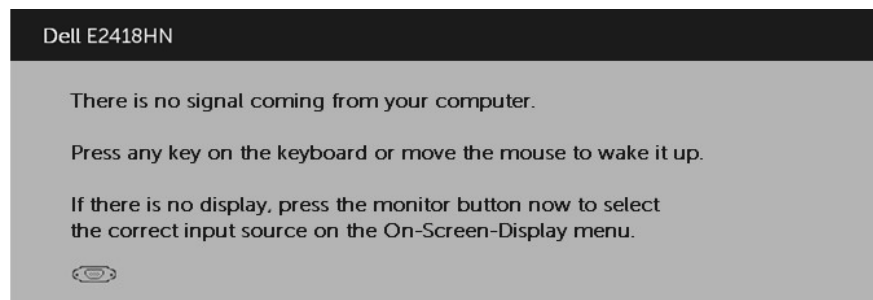 Dell E2418HN
There is no signal coming from your computer.
Press any key on the keyboard or move the mouse to wake it up.
If there is no display, press the monitor button now to select
the correct input source on the On-Screen-Display menu.